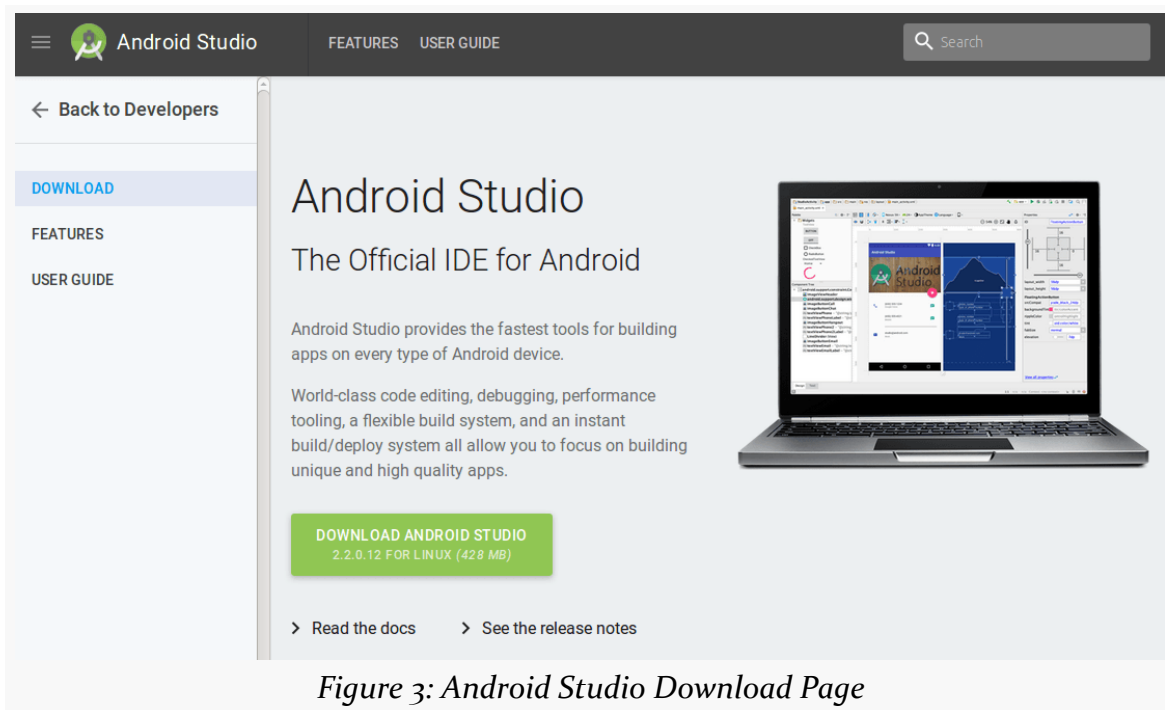 Android Studio
FEATURES
USER GUIDE
Search
Back to Developers
DOWNLOAD
FEATURES
USER GUIDE
Android Studio
The Official IDE for Android
Android Studio provides the fastest tools for building
apps on every type of Android device.
World-class code editing, debugging, performance
tooling, a flexible build system, and an instant
build/deploy system all allow you to focus on building
unique and high quality apps.
DOWNLOAD ANDROID STUDIO
2.2.0.12 FOR LINUX (428 MB)
Read the docs
See the release notes
Android Studio
Android
Studio
Figure 3: Android Studio Download Page